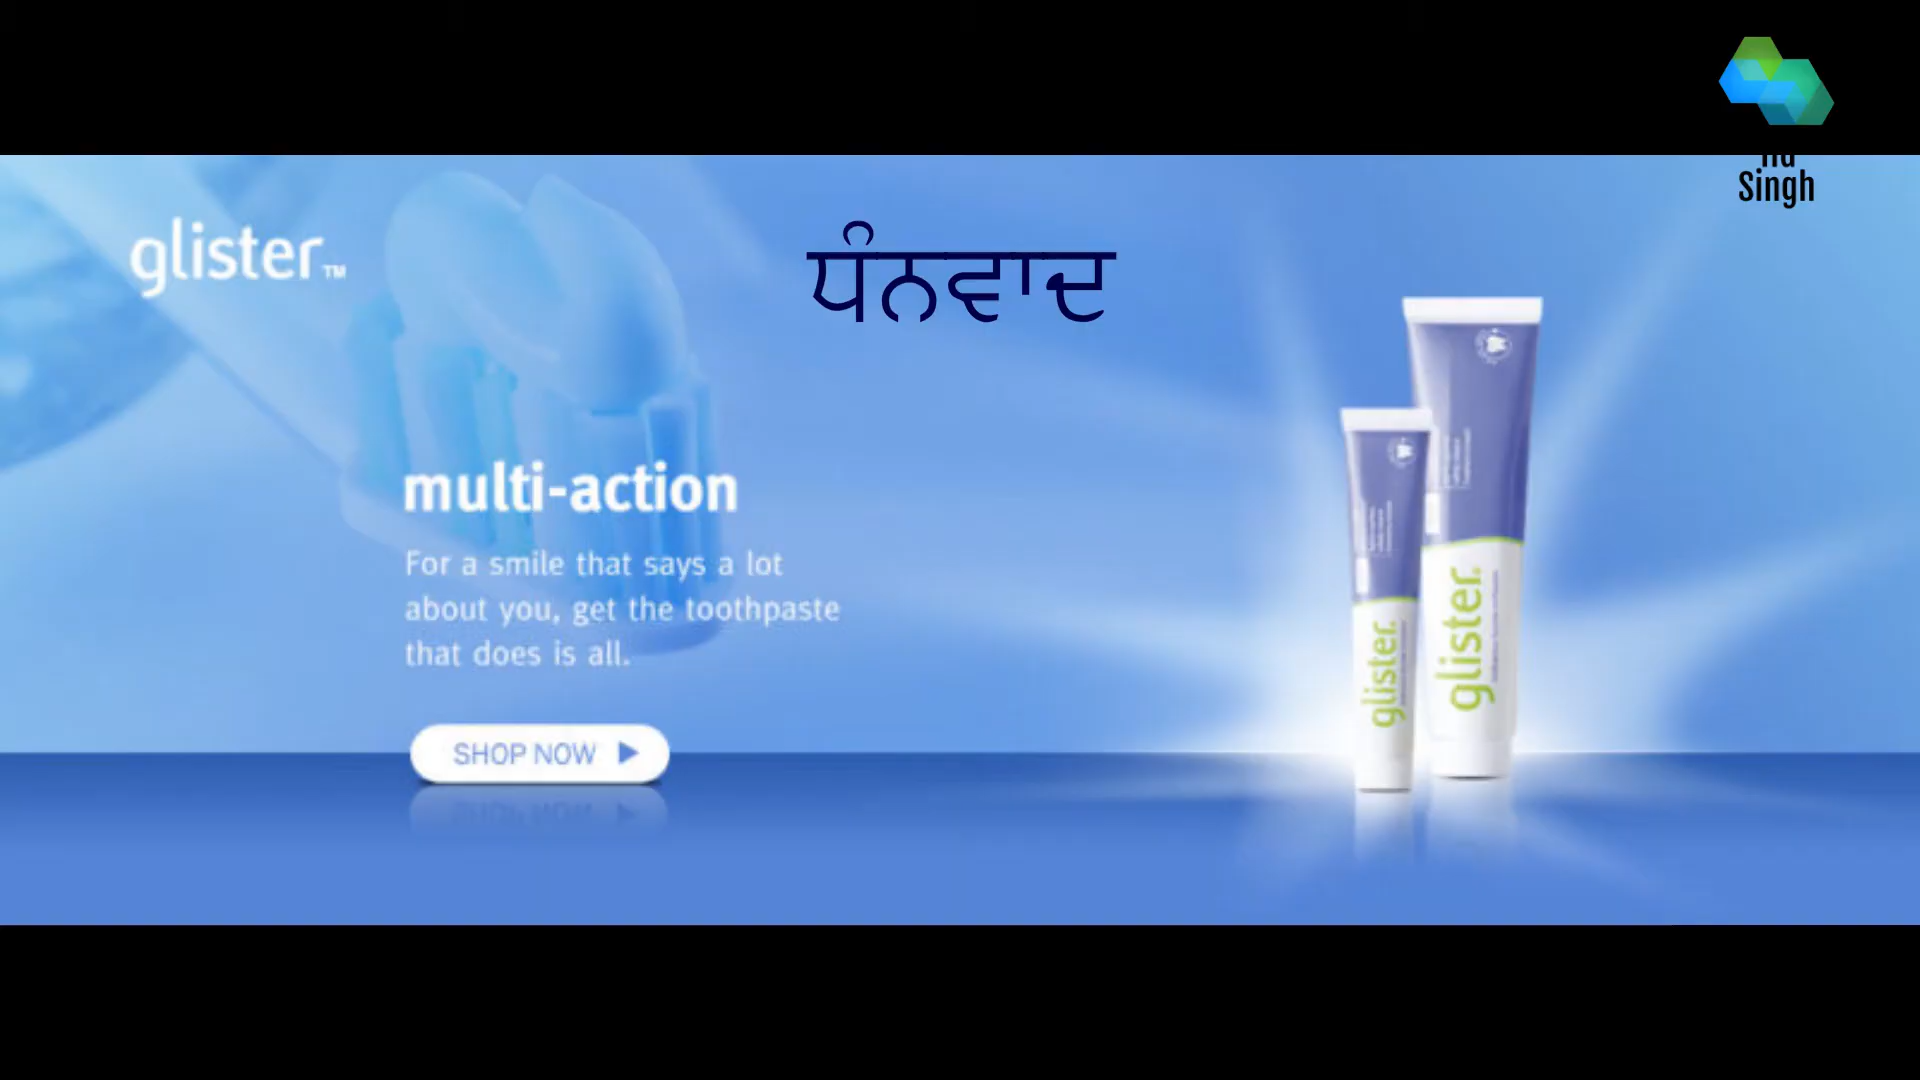 glister™
ਧੰਨਵਾਦ
Singh
multi-action
For a smile that says a lot
about you, get the toothpaste
that does is all.
SHOP NOW
glister.
glister.